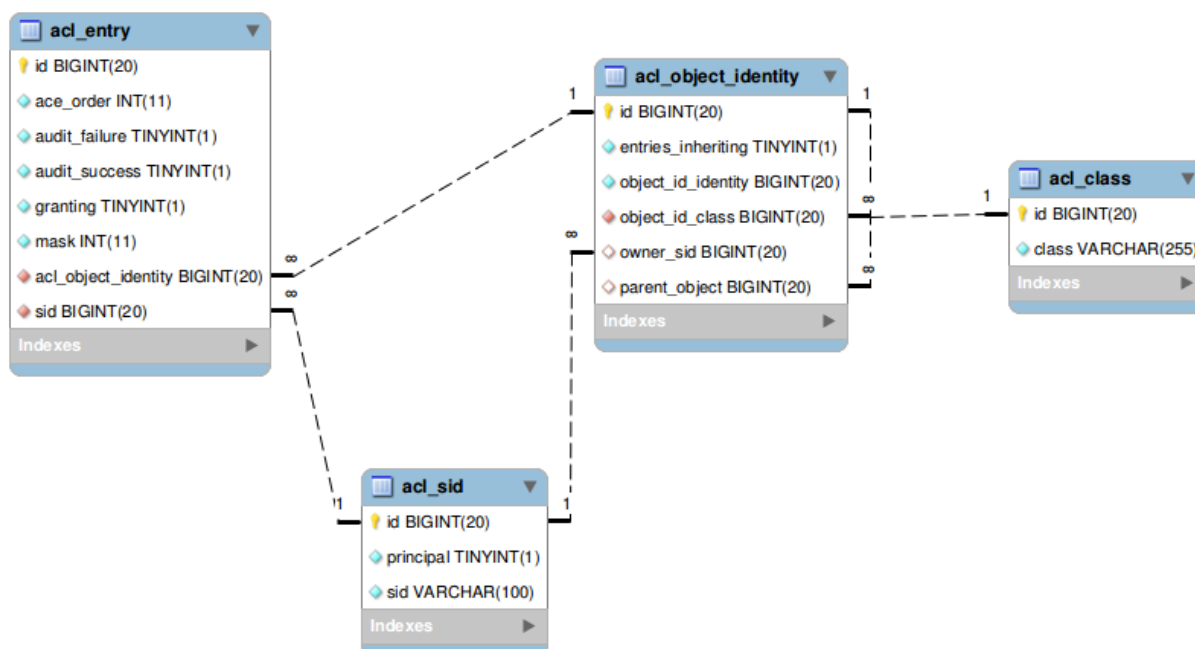 acl_entry
id BIGINT(20)
ace_order INT(11)
audit_failure TINYINT(1)
audit_success TINYINT(1)
granting TINYINT(1)
mask INT(11)
acl_object_identity BIGINT(20)
sid BIGINT(20)
Indexes
∞
∞
1
acl_object_identity
id BIGINT(20)
entries_inheriting TINYINT(1)
object_id_identity BIGINT(20)
object_id_class BIGINT(20)
owner_sid BIGINT(20)
parent_object BIGINT(20)
Indexes
1
∞
∞
∞
1
acl_class
id BIGINT(20)
class VARCHAR(255)
Indexes
1
acl_sid
id BIGINT(20)
principal TINYINT(1)
sid VARCHAR(100)
Indexes
1